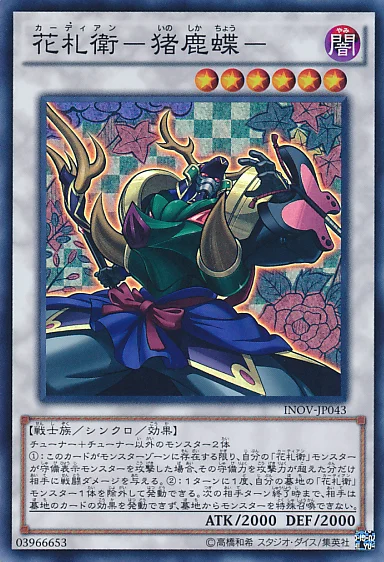 カーディアン いの しか ちょう
花札衛－猪鹿蝶－
やみ
闇
INOV-JP043
【戦士族／シンクロ／効果】
チューナー＋チューナー以外のモンスター２体
①：このカードがモンスターゾーンに存在する限り、自分の「花札衛」モンスター
が守備表示モンスターを攻撃した場合、その守備力を攻撃力が超えた分だけ
相手に戦闘ダメージを与える。②：１ターンに１度、自分の墓地の「花札衛」
モンスター１体を除外して発動できる。次の相手ターン終了時まで、相手は
墓地のカードの効果を発動できず、墓地からモンスターを特殊召喚できない。
ATK/2000 DEF/2000
03966653 ©高橋和希 スタジオ・ダイス/集英社